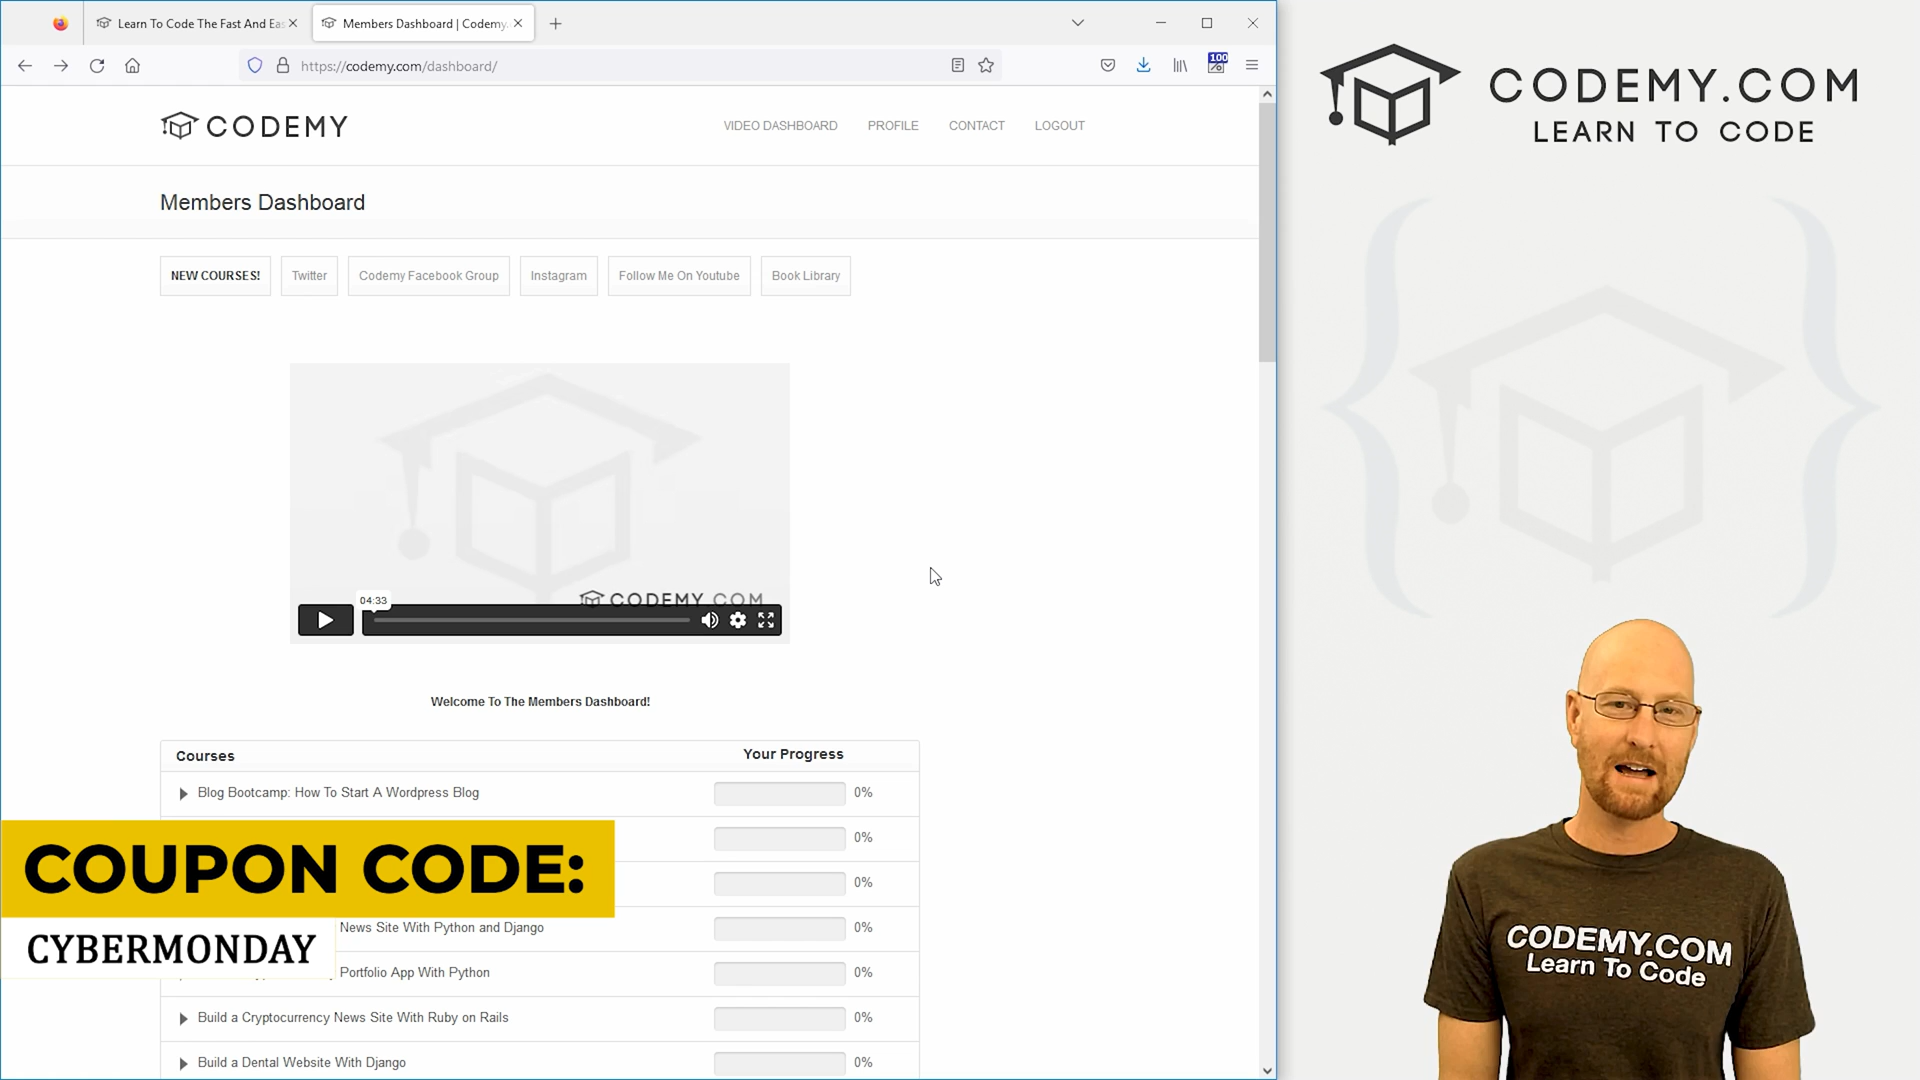 Learn To Code The Fast And Eas
Members Dashboard | Codemy.
https://codemy.com/dashboard/
100
CODEMY
VIDEO DASHBOARD
PROFILE
CONTACT
LOGOUT
Members Dashboard
NEW COURSES!
Twitter
Codemy Facebook Group
Instagram
Follow Me On Youtube
Book Library
CODEMY.COM
04:33
Welcome To The Members Dashboard!
Courses
Your Progress
Blog Bootcamp: How To Start A Wordpress Blog
0%
0%
0%
News Site With Python and Django
0%
Portfolio App With Python
0%
Build a Cryptocurrency News Site With Ruby on Rails
0%
Build a Dental Website With Django
0%
COUPON CODE:
CYBERMONDAY
CODEMY.COM
LEARN TO CODE
CODEMY.COM
Learn To Code